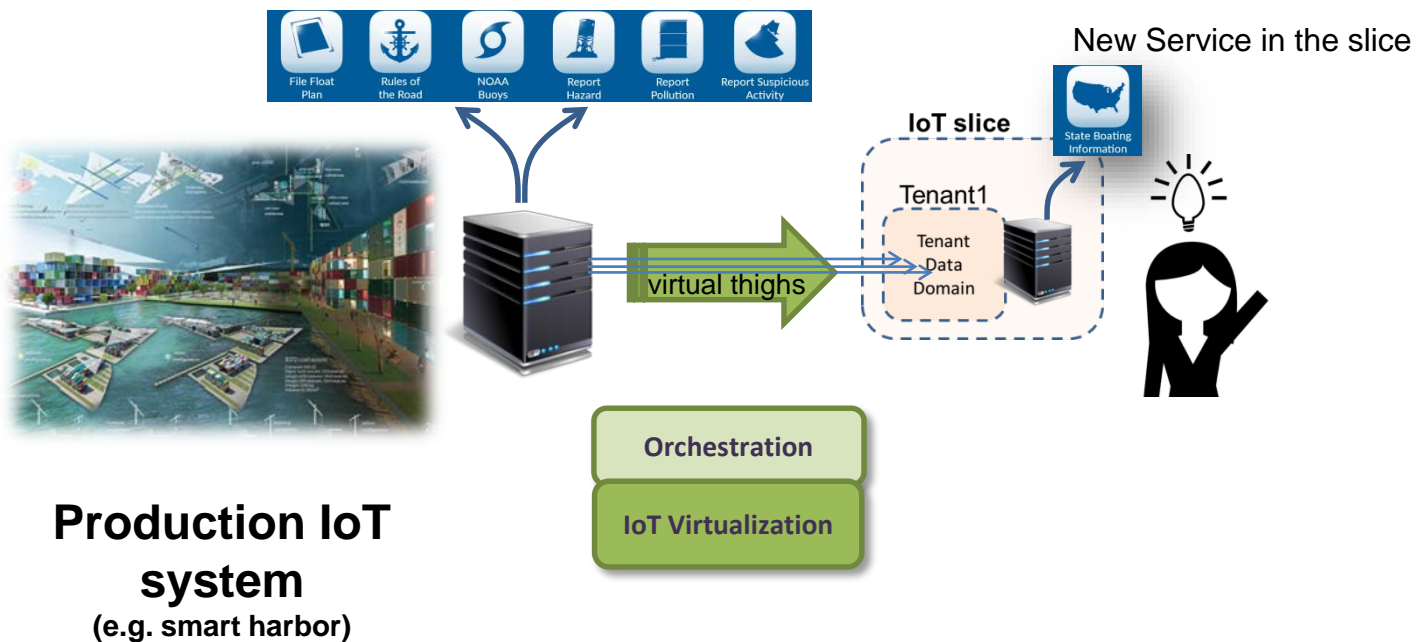 File Float
Plan
Rules of
the Road
NOAA
Buoys
Report
Hazard
Report
Pollution
Report Suspicious
Activity
New Service in the slice
State Boating
Information
IoT slice
Tenant1
Tenant
Data
Domain
virtual thighs
Orchestration
IoT Virtualization
Production IoT
system
(e.g. smart harbor)